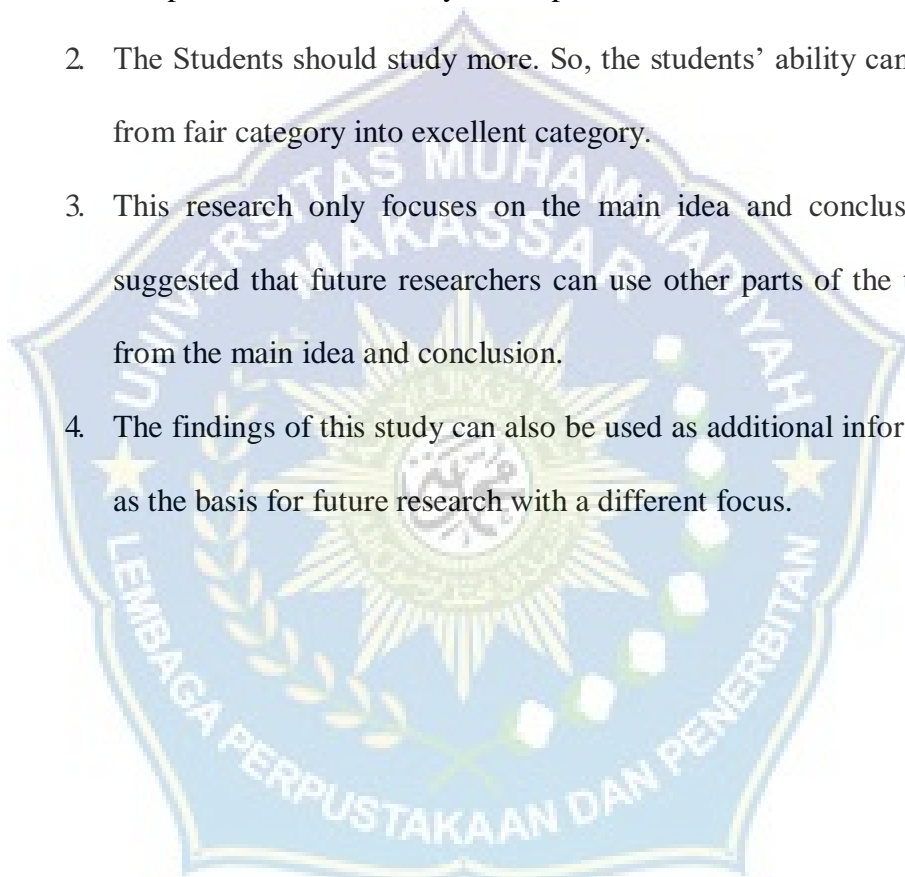 2. The Students should study more. So, the students’ ability can
from fair category into excellent category.
3. This research only focuses on the main idea and conclus
suggested that future researchers can use other parts of the
from the main idea and conclusion.
4. The findings of this study can also be used as additional infor
as the basis for future research with a different focus.
UNIVERSITAS MUHAMMADIYAH
MAKASSAR
LEMBAGA PERPUSTAKAAN DAN PENERBITAN